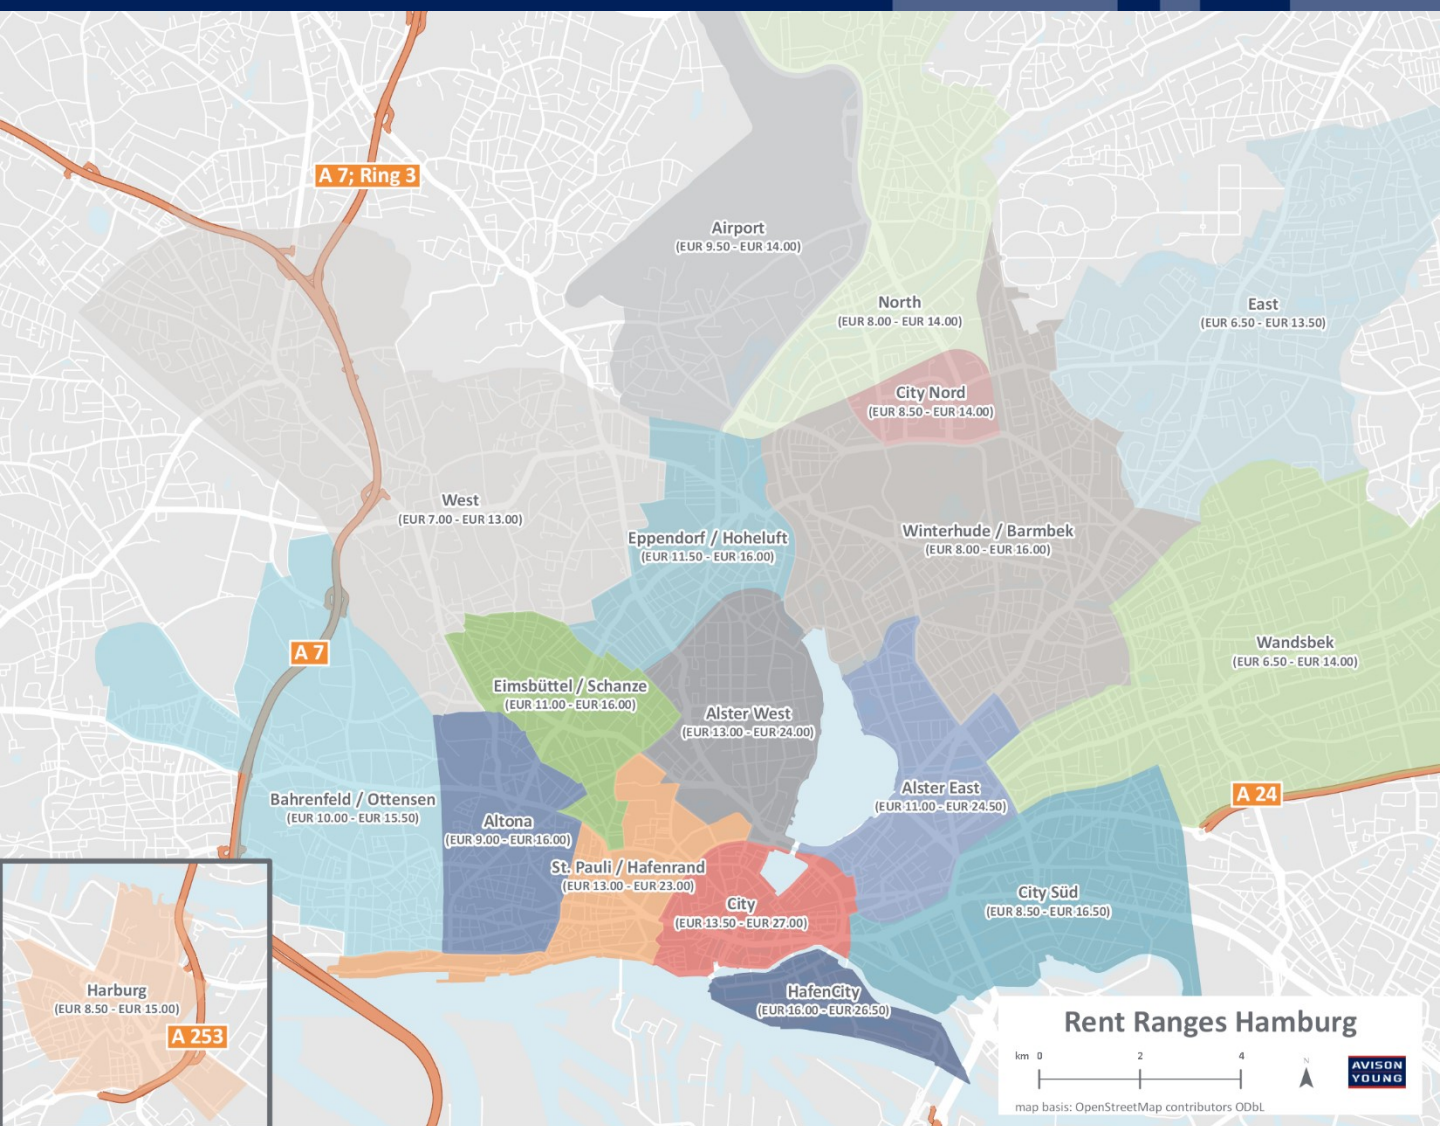 A 7; Ring 3
Airport
(EUR 9.50 - EUR 14.00)
North
(EUR 8.00 - EUR 14.00)
East
(EUR 6.50 - EUR 13.50)
City Nord
(EUR 8.50 - EUR 14.00)
West
(EUR 7.00 - EUR 13.00)
Eppendorf / Hoheluft
(EUR 11.50 - EUR 16.00)
Winterhude / Barmbek
(EUR 8.00 - EUR 16.00)
A 7
Wandsbek
(EUR 6.50 - EUR 14.00)
Eimsbüttel / Schanze
(EUR 11.00 - EUR 16.00)
Alster West
(EUR 13.00 - EUR 24.00)
Alster East
(EUR 11.00 - EUR 24.50)
A 24
Bahrenfeld / Ottensen
(EUR 10.00 - EUR 15.50)
Altona
(EUR 9.00 - EUR 16.00)
St. Pauli / Hafenrand
(EUR 13.00 - EUR 23.00)
City
(EUR 13.50 - EUR 27.00)
City Süd
(EUR 8.50 - EUR 16.50)
HafenCity
(EUR 16.00 - EUR 26.50)
Harburg
(EUR 8.50 - EUR 15.00)
A 253
Rent Ranges Hamburg
km 0 2 4
N
AVISON
YOUNG
map basis: OpenStreetMap contributors ODbL